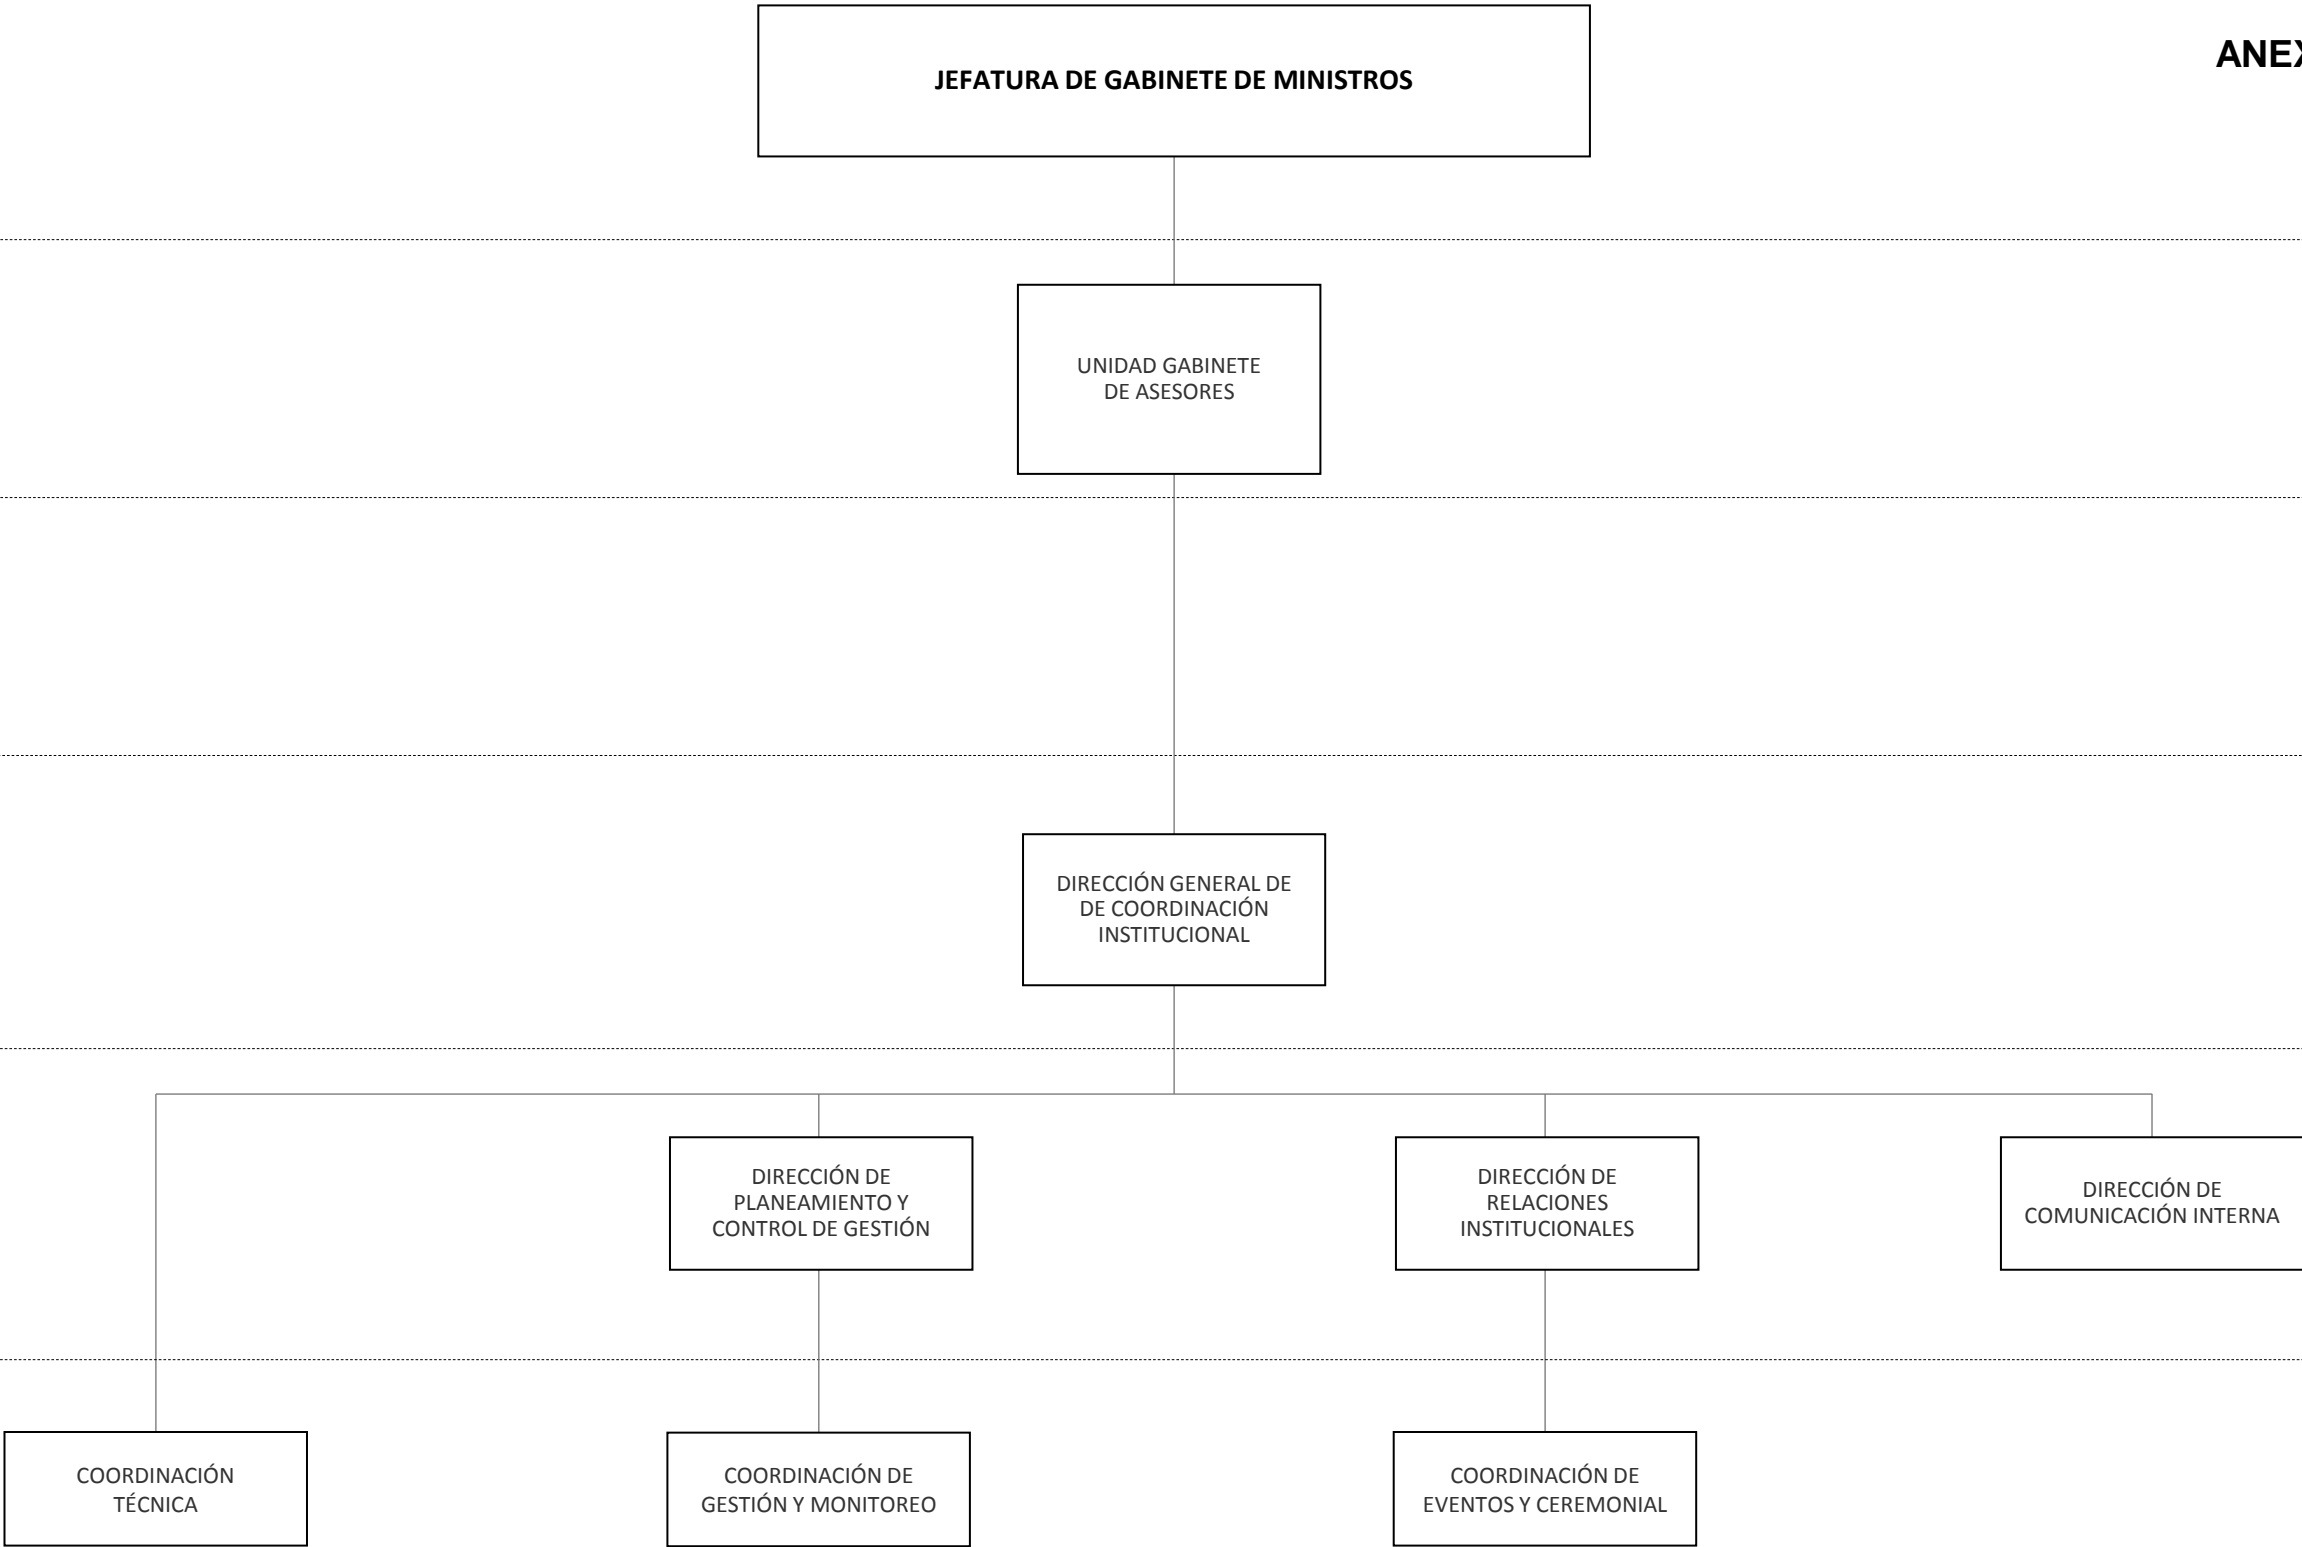 JEFATURA DE GABINETE DE MINISTROS
UNIDAD GABINETE
DE ASESORES
DIRECCIÓN GENERAL DE
DE COORDINACIÓN
INSTITUCIONAL
DIRECCIÓN DE
PLANEAMIENTO Y
CONTROL DE GESTIÓN
DIRECCIÓN DE
RELACIONES
INSTITUCIONALES
DIRECCIÓN DE
COMUNICACIÓN INTERNA
COORDINACIÓN
TÉCNICA
COORDINACIÓN DE
GESTIÓN Y MONITOREO
COORDINACIÓN DE
EVENTOS Y CEREMONIAL